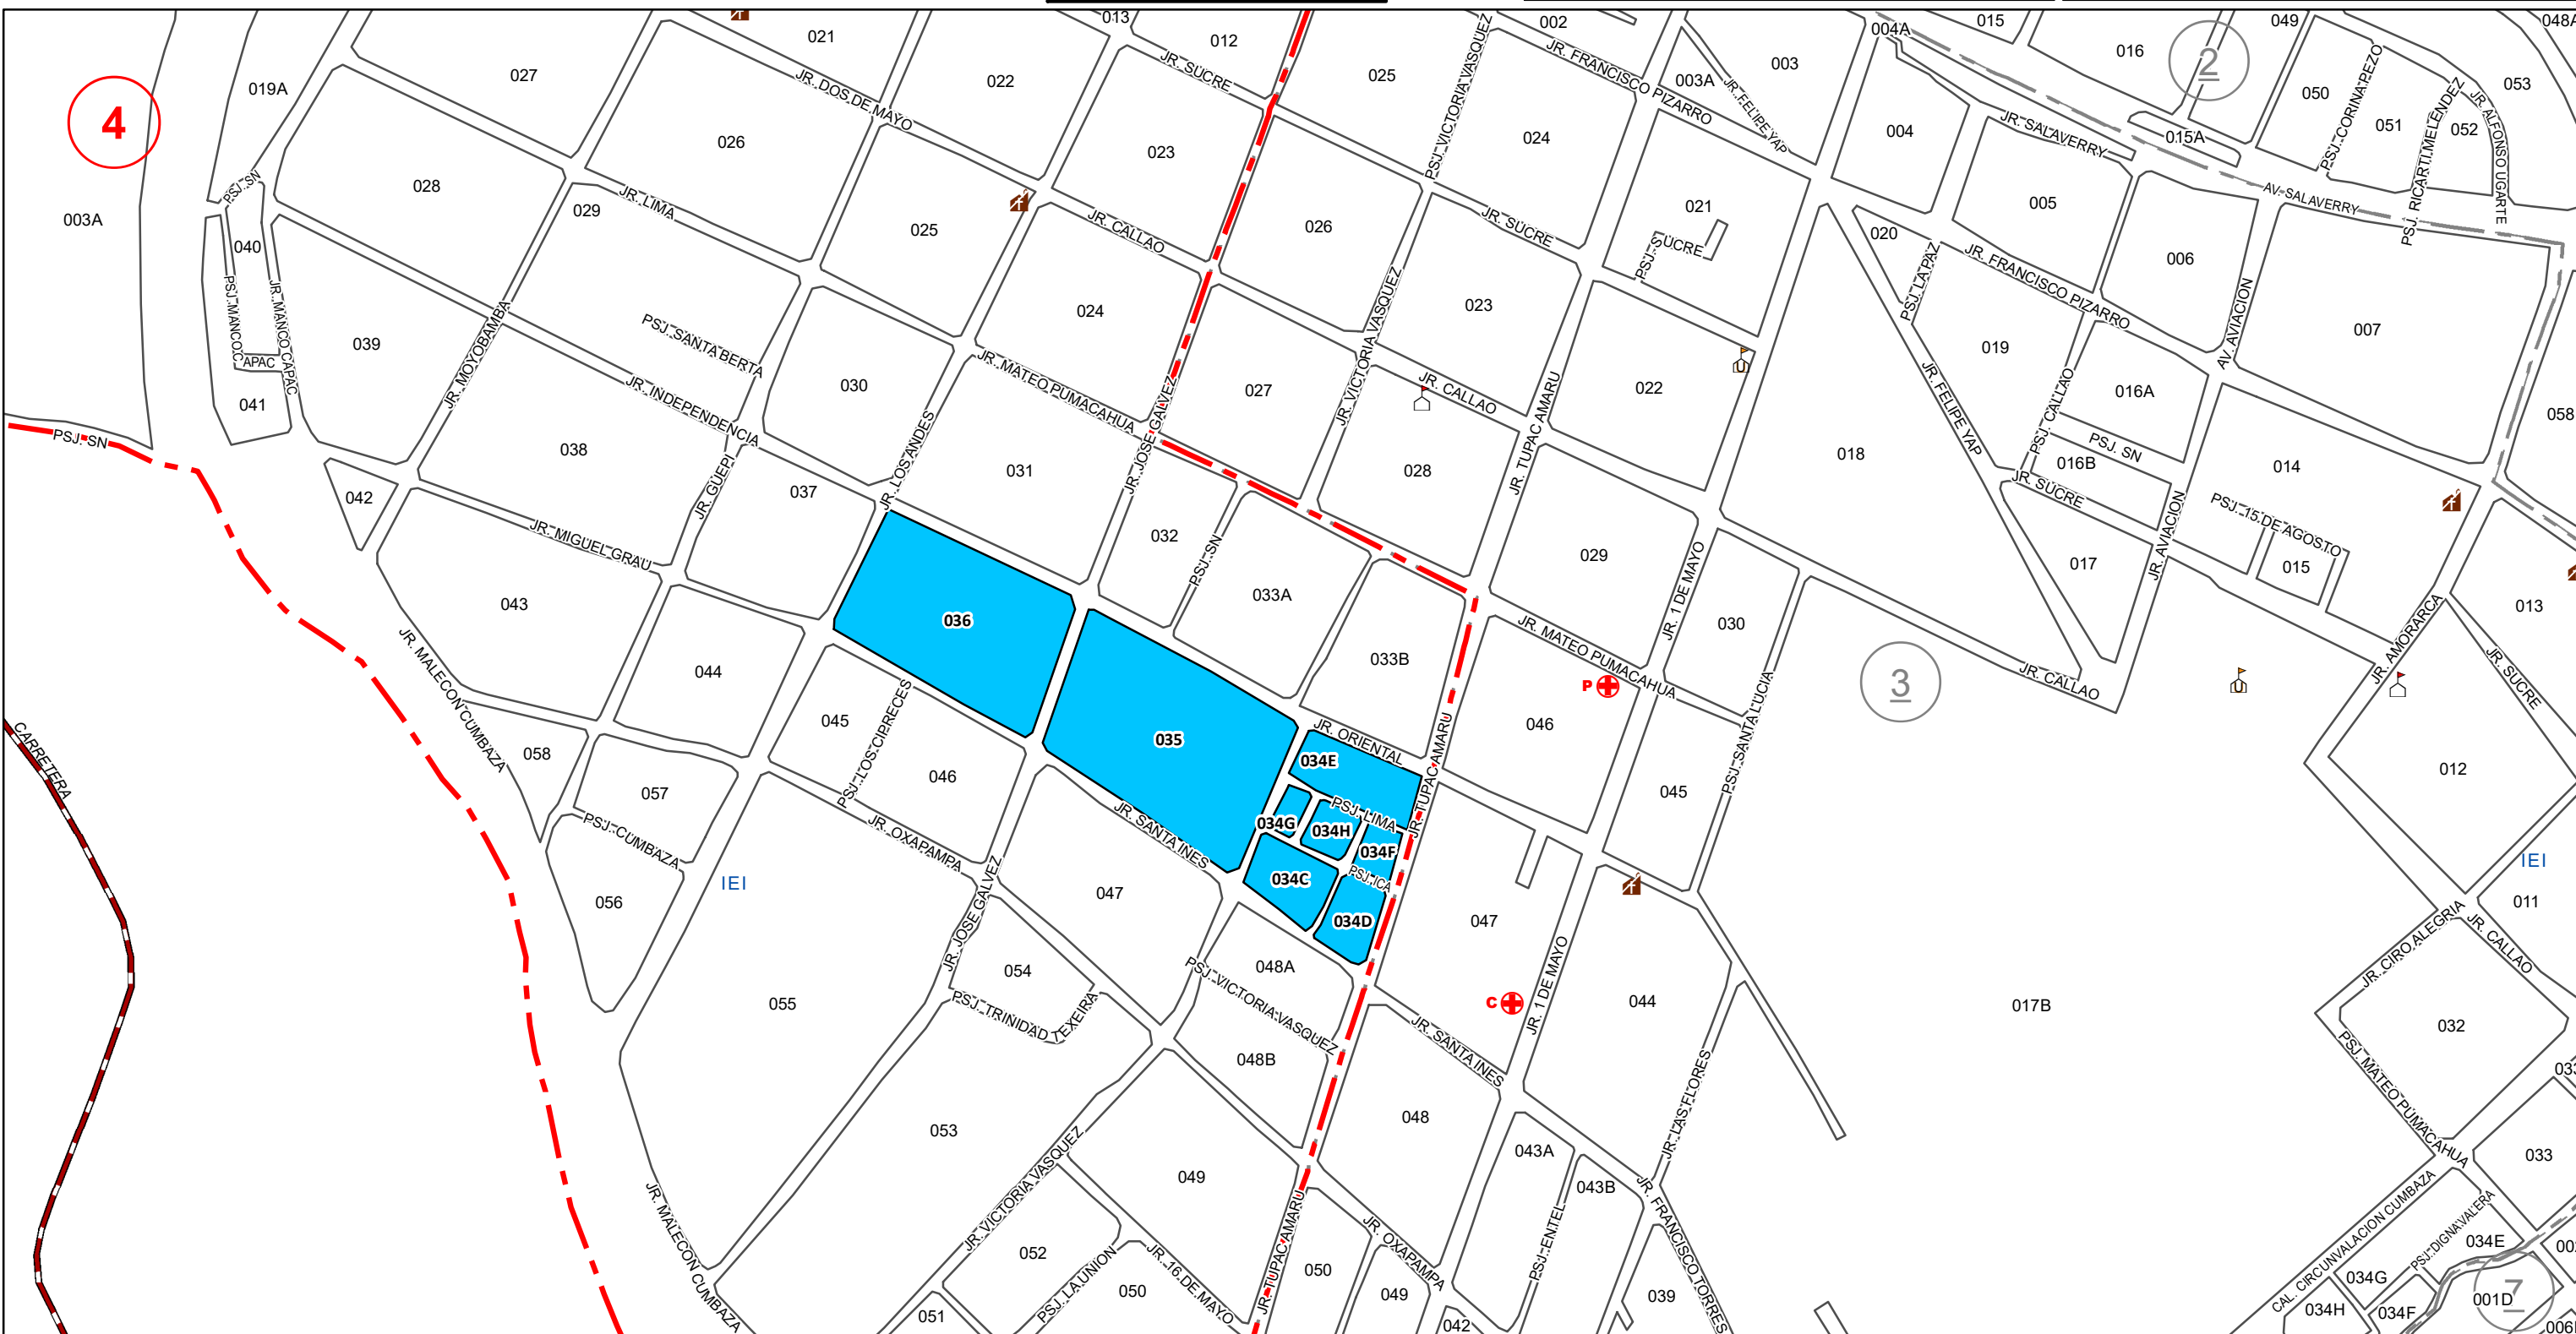 013
002
015
049
048A
021
012
004A
016
2
027
022
JR. SUCRE
025
PSJ. VICTORIA VASQUEZ
JR. FRANCISCO PIZARRO
003A
003
053
019A
JR. DOS DE MAYO
JR. FELIPE YAP
050
PSJ. CORINA PEZO
JR. ALFONSO UGARTE
4
026
023
024
004
JR. SALAVERRY
015A
051
052
PSJ. RICARTI MELENDEZ
028
PSJ. SN
029
JR. LIMA
021
005
AV. SALAVERRY
003A
025
JR. CALLAO
026
JR. SUCRE
PSJ. SUCRE
020
040
PSJ. LA PAZ
JR. FRANCISCO PIZARRO
006
PSJ. MANCO CAPAC
JR. MANCO CAPAC
024
023
AV. AVIACION
007
039
JR. MOYOBAMBA
PSJ. SANTA BERTA
JR. VICTORIA VASQUEZ
019
CAPAC
JR. INDEPENDENCIA
030
JR. MATEO PUMACAHUA
JR. JOSE GALVEZ
027
JR. CALLAO
JR. TUPAC AMARU
022
U
JR. FELIPE YAP
PSJ. CALLAO
016A
041
058
PSJ. SN
038
JR. GUEPI
JR. LOS ANDES
031
028
018
PSJ. SN
016B
014
042
037
JR. SUCRE
PSJ. 15 DE AGOSTO
JR. MIGUEL GRAU
032
PSJ. SN
029
JR. 1 DE MAYO
017
JR. AVIACION
015
043
033A
013
036
030
JR. MATEO PUMACAHUA
JR. AMORARCA
JR. MALECON CUMBAZA
044
033B
P
PSJ. SANTA LUCIA
3
JR. CALLAO
U
JR. SUCRE
045
PSJ. LOS CIPRECES
035
JR. ORIENTAL
046
CARRETERA
058
046
034E
JR. TUPAC AMARU
012
057
045
PSJ. CUMBAZA
JR. OXAPAMPA
JR. SANTA INES
034G
034H
PSJ. LIMA
034F
IEI
IEI
056
JR. JOSE GALVEZ
047
034C
PSJ. ICA
034D
047
011
JR. CIRO ALEGRIA
JR. CALLAO
054
048A
PSJ. VICTORIA VASQUEZ
C
JR. 1 DE MAYO
055
PSJ. TRINIDAD TEXEIRA
044
017B
032
048B
JR. SANTA INES
PSJ. MATEO PUMACAHUA
JR. LAS FLORES
053
048
043A
033
JR. VICTORIA VASQUEZ
049
043B
JR. MALECON CUMBAZA
JR. TUPAC AMARU
JR. OXAPAMPA
PSJ. ENTEL
JR. FRANCISCO TORRES
CAL. CIRCUNVALACION CUMBAZA
PSJ. DIGNA VALERA
034E
052
PSJ. LA UNION
JR. 16 DE MAYO
050
050
049
039
034G
034H
034F
001D
7
051
042